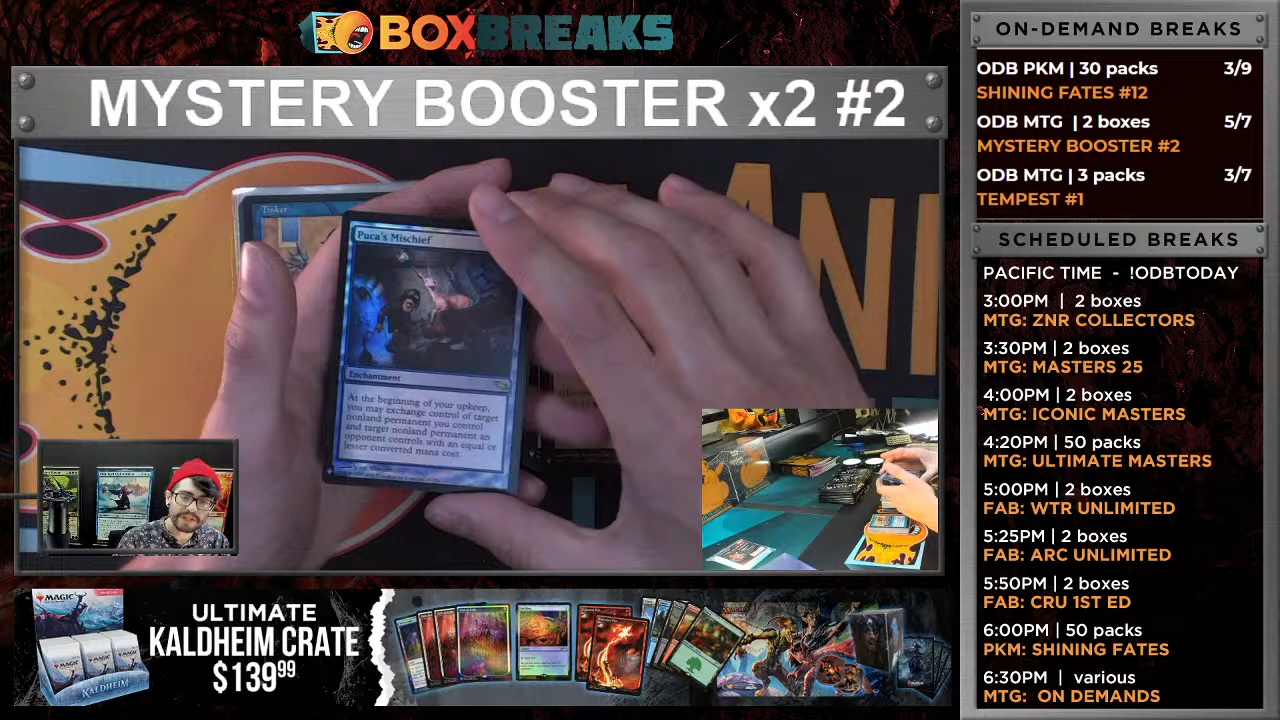 BOXBREAKS
MYSTERY BOOSTER x2 #2
Tinker
Puca's Mischief
Enchantment
At the beginning of your upkeep,
you may exchange control of target
nonland permanent you control
and target nonland permanent an
opponent controls with an equal or
lesser converted mana cost.
ULTIMATE
KALDHEIM CRATE
$139.99
MAGIC
KALDHEIM
ON-DEMAND BREAKS
ODB PKM | 30 packs 3/9
SHINING FATES #12
ODB MTG | 2 boxes 5/7
MYSTERY BOOSTER #2
ODB MTG | 3 packs 3/7
TEMPEST #1
SCHEDULED BREAKS
PACIFIC TIME - !ODBTODAY
3:00PM | 2 boxes
MTG: ZNR COLLECTORS
3:30PM | 2 boxes
MTG: MASTERS 25
4:00PM | 2 boxes
MTG: ICONIC MASTERS
4:20PM | 50 packs
MTG: ULTIMATE MASTERS
5:00PM | 2 boxes
FAB: WTR UNLIMITED
5:25PM | 2 boxes
FAB: ARC UNLIMITED
5:50PM | 2 boxes
FAB: CRU 1ST ED
6:00PM | 50 packs
PKM: SHINING FATES
6:30PM | various
MTG: ON DEMANDS